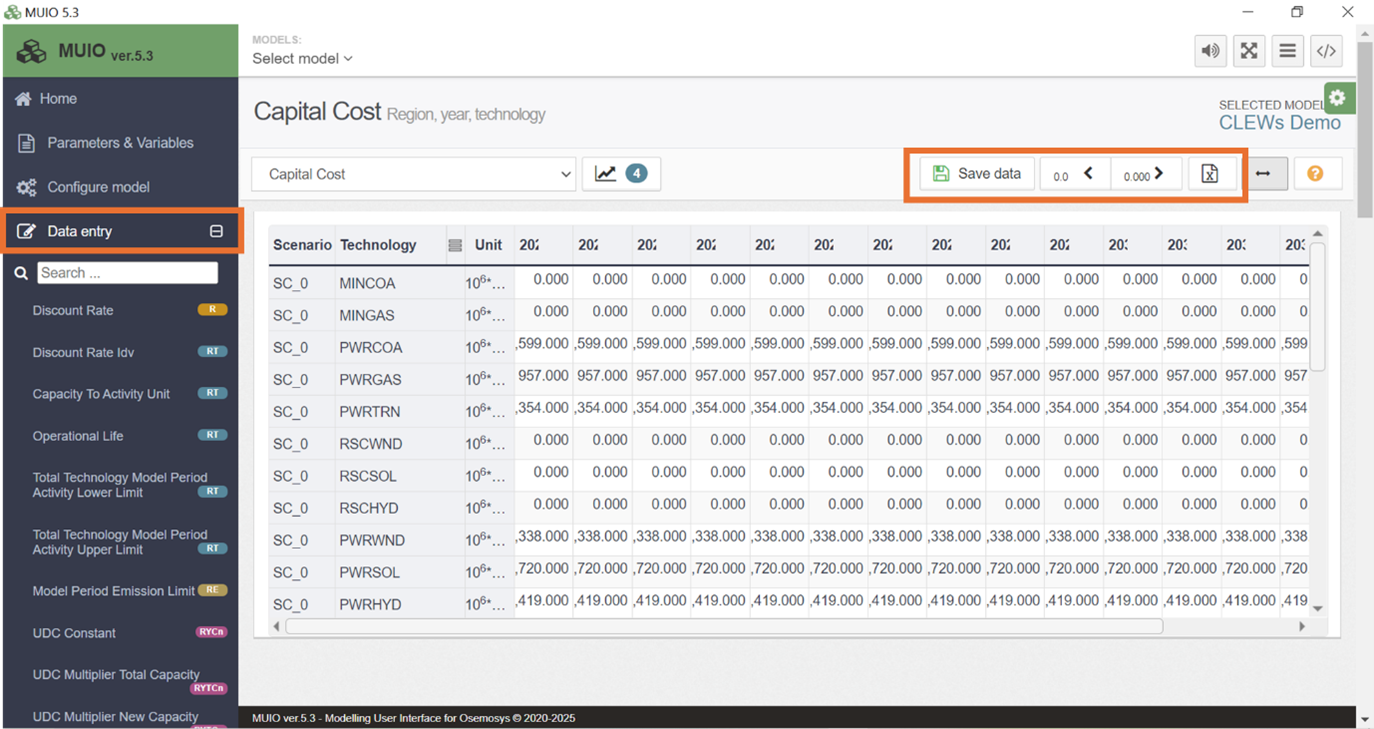 MUIO 5.3
MUIO ver.5.3
MODELS:
Select model
Home
Parameters & Variables
Configure model
Data entry
Search ...
Discount Rate R
Discount Rate Idv RT
Capacity To Activity Unit RT
Operational Life RT
Total Technology Model Period
Activity Lower Limit RT
Total Technology Model Period
Activity Upper Limit RT
Model Period Emission Limit RE
UDC Constant RYCn
UDC Multiplier Total Capacity
RYTCn
UDC Multiplier New Capacity
Capital Cost Region, year, technology
SELECTED MODEL
CLEWs Demo
Capital Cost 4 Save data 0.0 0.000
Scenario Technology Unit 202 202 202 202 202 202 202 202 202 202 203 203 203 203
SC_0 MINCOA 10⁶*... 0.000 0.000 0.000 0.000 0.000 0.000 0.000 0.000 0.000 0.000 0.000 0.000 0.000 0
SC_0 MINGAS 10⁶*... 0.000 0.000 0.000 0.000 0.000 0.000 0.000 0.000 0.000 0.000 0.000 0.000 0.000 0
SC_0 PWRCOA 10⁶*... ,599.000 ,599.000 ,599.000 ,599.000 ,599.000 ,599.000 ,599.000 ,599.000 ,599.000 ,599.000 ,599.000 ,599.000 ,599.000 ,599
SC_0 PWRGAS 10⁶*... 957.000 957.000 957.000 957.000 957.000 957.000 957.000 957.000 957.000 957.000 957.000 957.000 957.000 957
SC_0 PWRTRN 10⁶*... ,354.000 ,354.000 ,354.000 ,354.000 ,354.000 ,354.000 ,354.000 ,354.000 ,354.000 ,354.000 ,354.000 ,354.000 ,354.000 ,354
SC_0 RSCWND 10⁶*... 0.000 0.000 0.000 0.000 0.000 0.000 0.000 0.000 0.000 0.000 0.000 0.000 0.000 0
SC_0 RSCSOL 10⁶*... 0.000 0.000 0.000 0.000 0.000 0.000 0.000 0.000 0.000 0.000 0.000 0.000 0.000 0
SC_0 RSCHYD 10⁶*... 0.000 0.000 0.000 0.000 0.000 0.000 0.000 0.000 0.000 0.000 0.000 0.000 0.000 0
SC_0 PWRWND 10⁶*... ,338.000 ,338.000 ,338.000 ,338.000 ,338.000 ,338.000 ,338.000 ,338.000 ,338.000 ,338.000 ,338.000 ,338.000 ,338.000 ,338
SC_0 PWRSOL 10⁶*... ,720.000 ,720.000 ,720.000 ,720.000 ,720.000 ,720.000 ,720.000 ,720.000 ,720.000 ,720.000 ,720.000 ,720.000 ,720.000 ,720
SC_0 PWRHYD 10⁶*... ,419.000 ,419.000 ,419.000 ,419.000 ,419.000 ,419.000 ,419.000 ,419.000 ,419.000 ,419.000 ,419.000 ,419.000 ,419.000 ,419
MUIO ver.5.3 - Modelling User Interface for Osemosys © 2020-2025